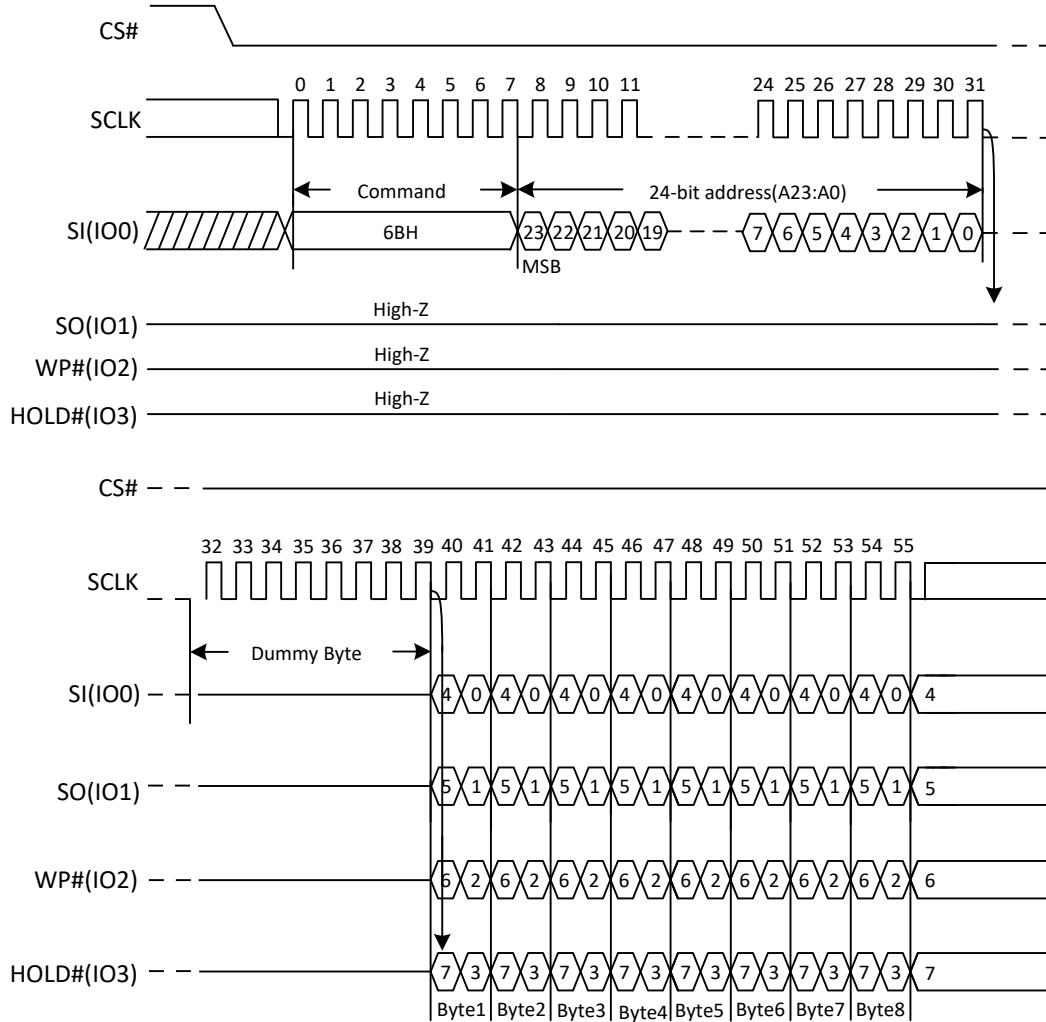 CS#
0 1 2 3 4 5 6 7 8 9 10 11 24 25 26 27 28 29 30 31
SCLK
Command 24-bit address(A23:A0)
SI(IO0) 6BH 23 22 21 20 19 7 6 5 4 3 2 1 0
MSB
High-Z
SO(IO1)
High-Z
WP#(IO2)
High-Z
HOLD#(IO3)
CS#
32 33 34 35 36 37 38 39 40 41 42 43 44 45 46 47 48 49 50 51 52 53 54 55
SCLK
Dummy Byte
SI(IO0) 4 0 4 0 4 0 4 0 4 0 4 0 4 0 4 0 4
SO(IO1) 5 1 5 1 5 1 5 1 5 1 5 1 5 1 5 1 5
WP#(IO2) 6 2 6 2 6 2 6 2 6 2 6 2 6 2 6 2 6
HOLD#(IO3) 7 3 7 3 7 3 7 3 7 3 7 3 7 3 7 3 7
Byte1 Byte2 Byte3 Byte4 Byte5 Byte6 Byte7 Byte8